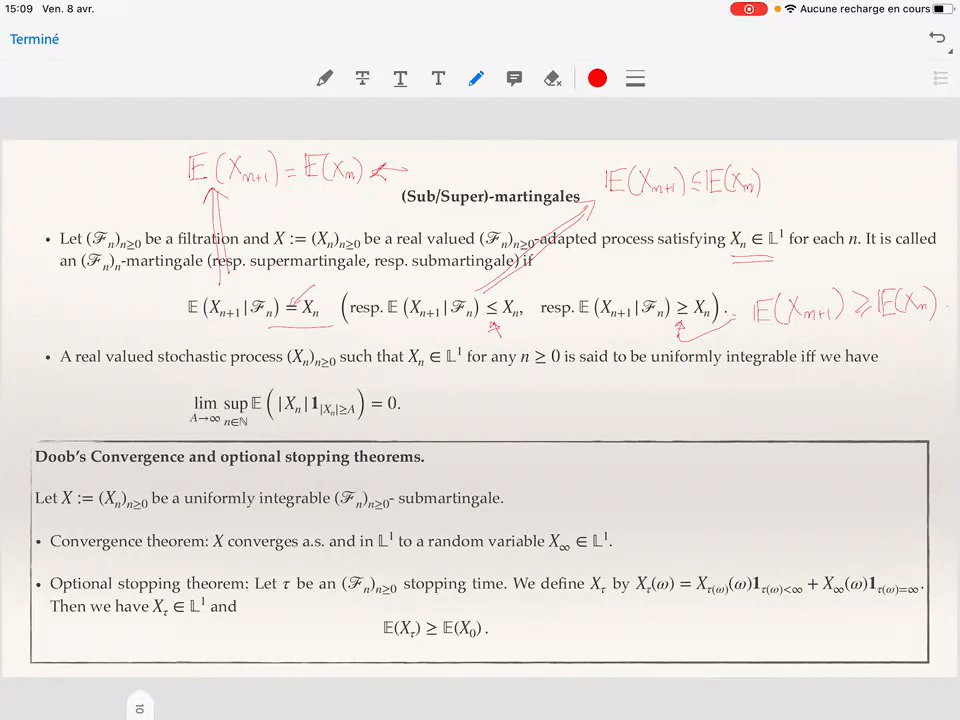 15:09 Ven. 8 avr.
Aucune recharge en cours
Terminé
𝔼(X_{n+1}) = 𝔼(X_n)
𝔼(X_{n+1}) ≤ 𝔼(X_n)
(Sub/Super)-martingales
• Let (ℱ_n)_{n≥0} be a filtration and X := (X_n)_{n≥0} be a real valued (ℱ_n)_{n≥0}-adapted process satisfying X_n ∈ 𝕃¹ for each n. It is called
an (ℱ_n)_n-martingale (resp. supermartingale, resp. submartingale) if
𝔼 (X_{n+1} | ℱ_n) = X_n (resp. 𝔼 (X_{n+1} | ℱ_n) ≤ X_n, resp. 𝔼 (X_{n+1} | ℱ_n) ≥ X_n).
𝔼(X_{n+1}) ≥ 𝔼(X_n).
• A real valued stochastic process (X_n)_{n≥0} such that X_n ∈ 𝕃¹ for any n ≥ 0 is said to be uniformly integrable iff we have
lim_{A→∞} sup_{n∈ℕ} 𝔼 ( |X_n| 𝟏_{|X_n|≥A} ) = 0.
Doob's Convergence and optional stopping theorems.
Let X := (X_n)_{n≥0} be a uniformly integrable (ℱ_n)_{n≥0}- submartingale.
• Convergence theorem: X converges a.s. and in 𝕃¹ to a random variable X_∞ ∈ 𝕃¹.
• Optional stopping theorem: Let τ be an (ℱ_n)_{n≥0} stopping time. We define X_τ by X_τ(ω) = X_{τ(ω)}(ω)𝟏_{τ(ω)<∞} + X_∞(ω)𝟏_{τ(ω)=∞}.
Then we have X_τ ∈ 𝕃¹ and
𝔼(X_τ) ≥ 𝔼(X_0).
10